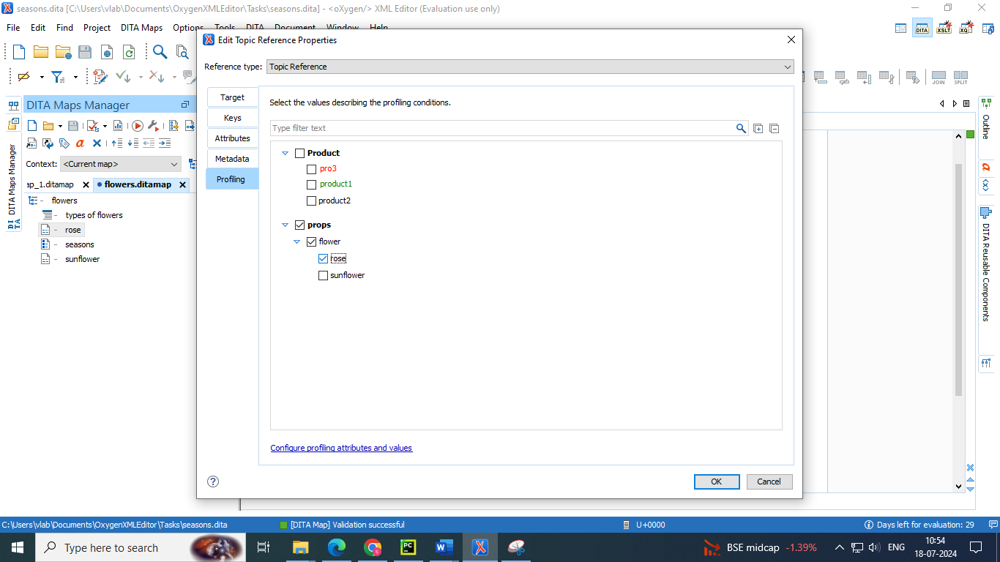 seasons.dita [C:\Users\vlab\Documents\OxygenXMLEditor\Tasks\seasons.dita] - <oXygen/> XML Editor (Evaluation use only)
File Edit Find Project DITA Maps Options Tools DITA Document Window Help
DITA XSLT XQ
Edit Topic Reference Properties
Reference type: Topic Reference
JOIN SPLIT
Target
Keys
Attributes
Metadata
Profiling
Select the values describing the profiling conditions.
Type filter text
Product
pro3
product1
product2
props
flower
rose
sunflower
Configure profiling attributes and values
OK Cancel
DITA Maps Manager
Context: <Current map>
ap_1.ditamap flowers.ditamap
flowers
types of flowers
rose
seasons
sunflower
DITA Maps Manager
DITA
Outline
DITA Reusable Components
C:\Users\vlab\Documents\OxygenXMLEditor\Tasks\seasons.dita [DITA Map] Validation successful U+0000 Days left for evaluation: 29
Type here to search BSE midcap -1.39% ENG 10:54
18-07-2024